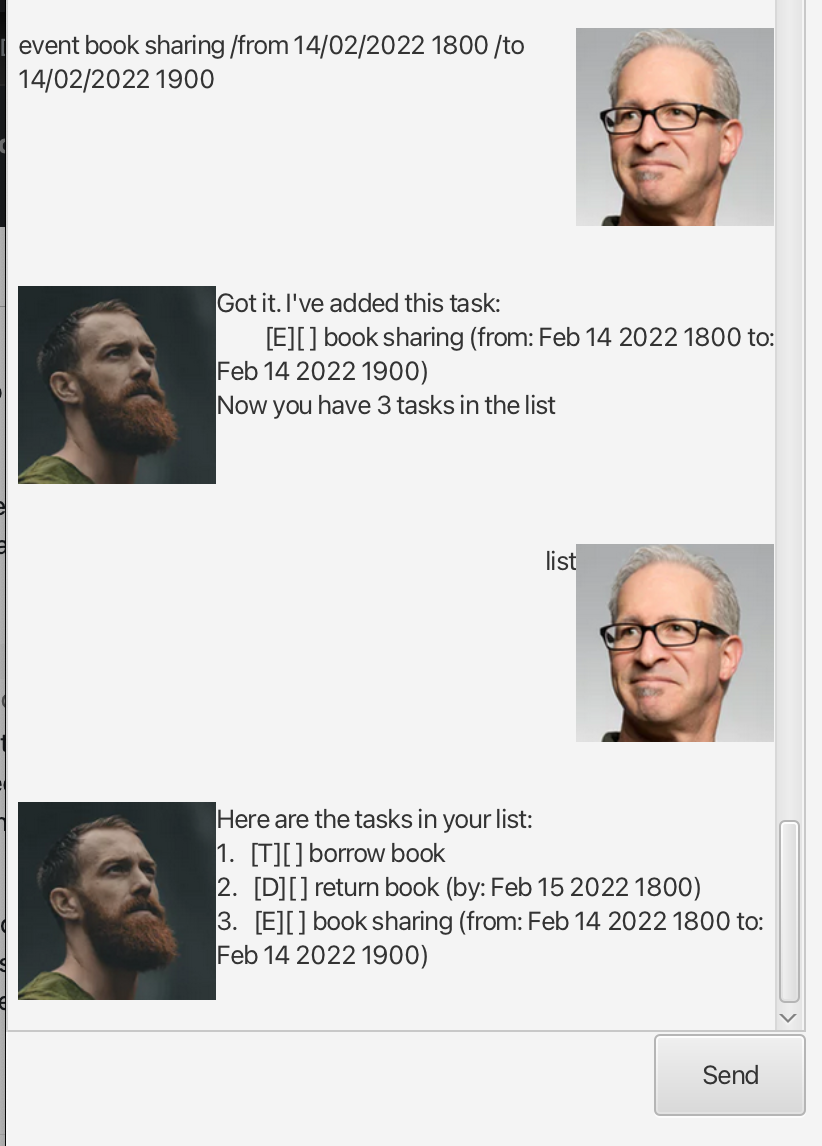 event book sharing /from 14/02/2022 1800 /to
14/02/2022 1900
Got it. I've added this task:
[E][ ] book sharing (from: Feb 14 2022 1800 to:
Feb 14 2022 1900)
Now you have 3 tasks in the list
list
Here are the tasks in your list:
1. [T][ ] borrow book
2. [D][ ] return book (by: Feb 15 2022 1800)
3. [E][ ] book sharing (from: Feb 14 2022 1800 to:
Feb 14 2022 1900)
Send